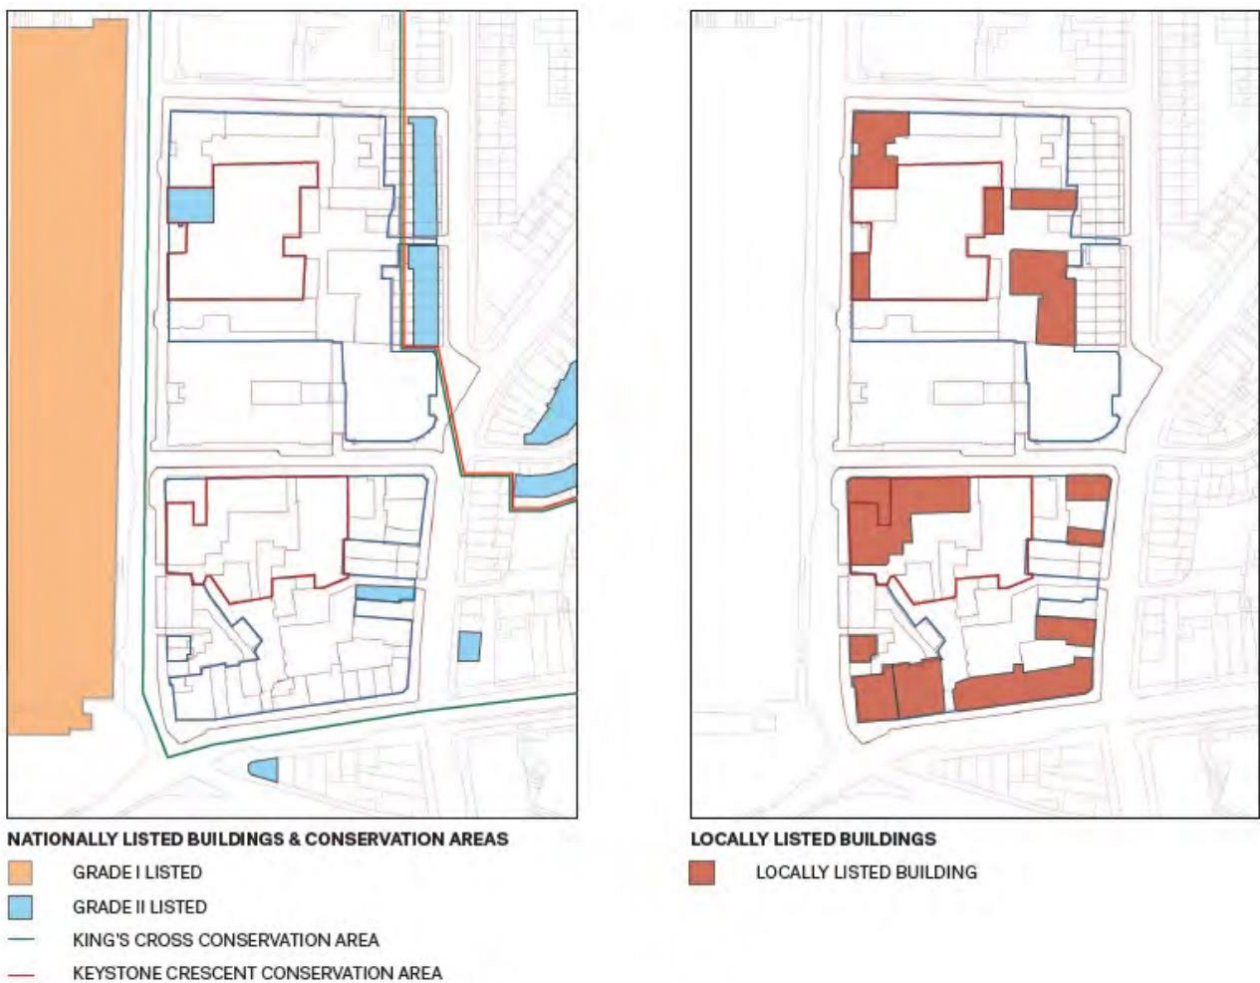 NATIONALLY LISTED BUILDINGS & CONSERVATION AREAS
GRADE I LISTED
GRADE II LISTED
KING'S CROSS CONSERVATION AREA
KEYSTONE CRESCENT CONSERVATION AREA
LOCALLY LISTED BUILDINGS
LOCALLY LISTED BUILDING